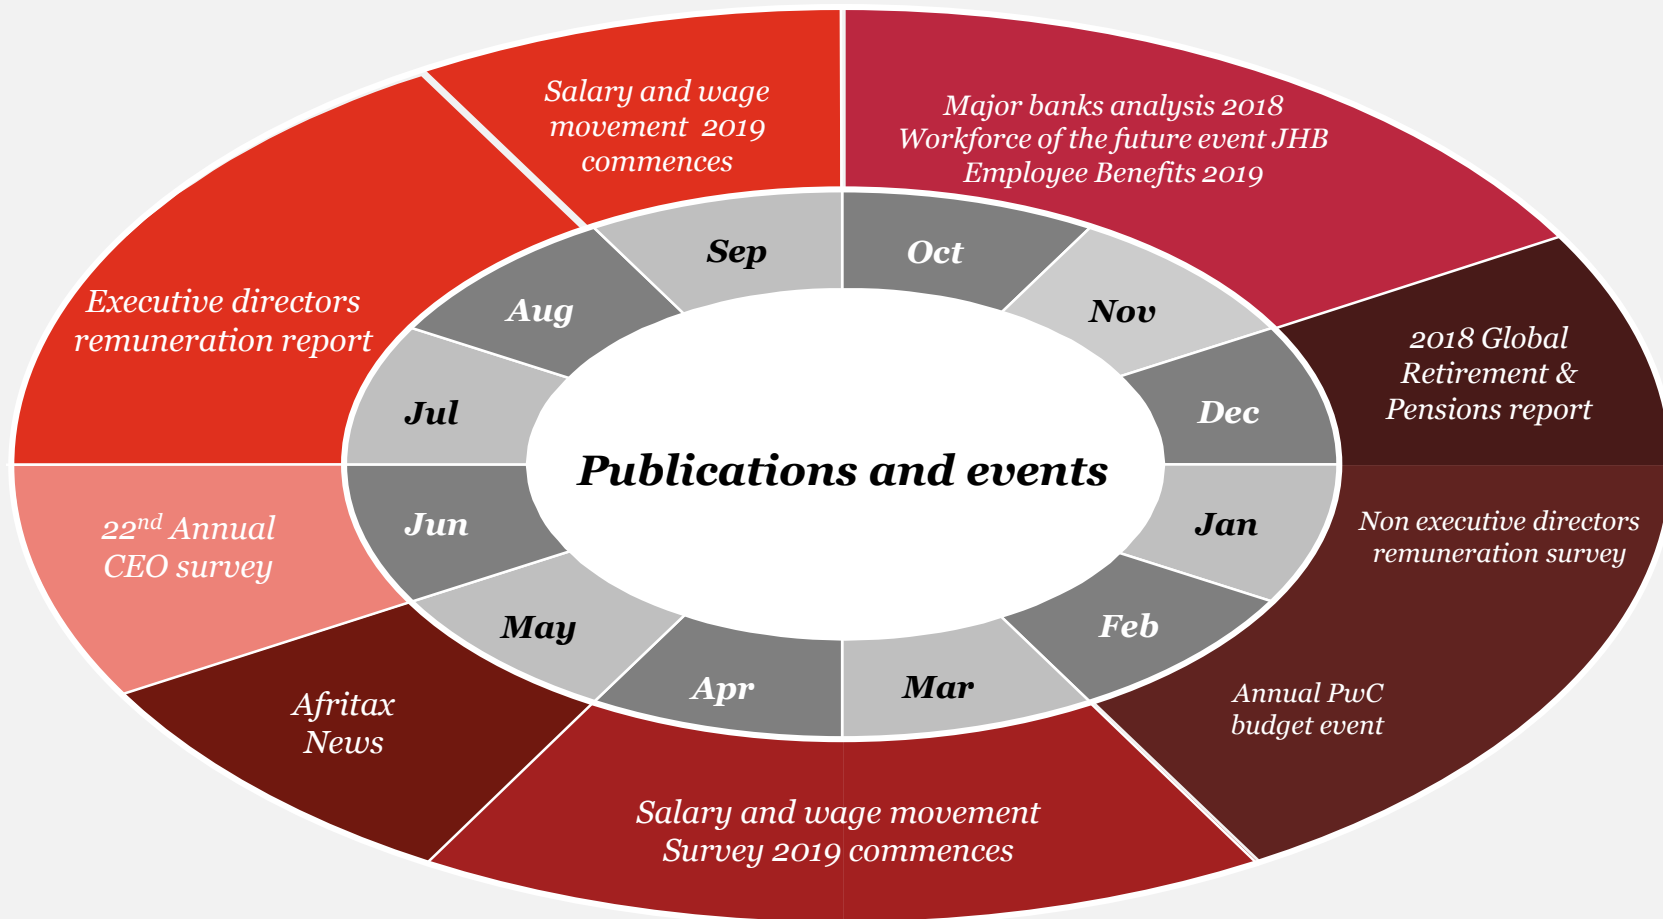 Salary and wage
movement 2019
commences
Major banks analysis 2018
Workforce of the future event JHB
Employee Benefits 2019
Executive directors
remuneration report
2018 Global
Retirement &
Pensions report
22nd Annual
CEO survey
Non executive directors
remuneration survey
Afritax
News
Annual PwC
budget event
Salary and wage movement
Survey 2019 commences
Sep
Oct
Aug
Nov
Jul
Dec
Publications and events
Jun
Jan
May
Feb
Apr
Mar